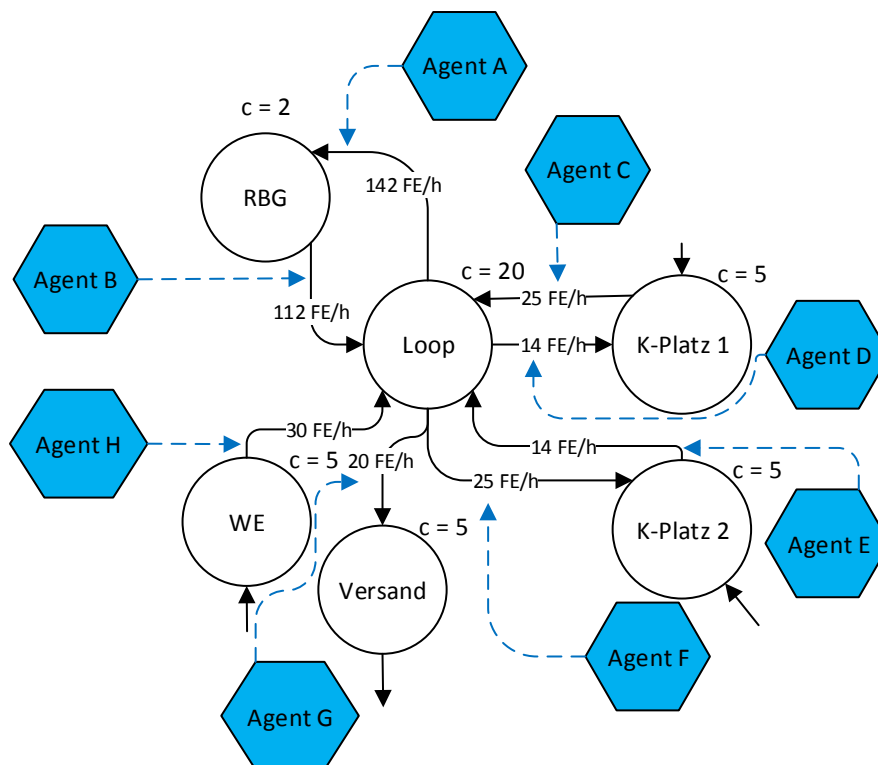 Agent A
c = 2
Agent C
142 FE/h
RBG
c = 20
c = 5
Agent B
25 FE/h
112 FE/h
Loop
14 FE/h
K-Platz 1
Agent D
Agent H
30 FE/h
14 FE/h
c = 5
20 FE/h
25 FE/h
c = 5
WE
c = 5
K-Platz 2
Agent E
Versand
Agent F
Agent G